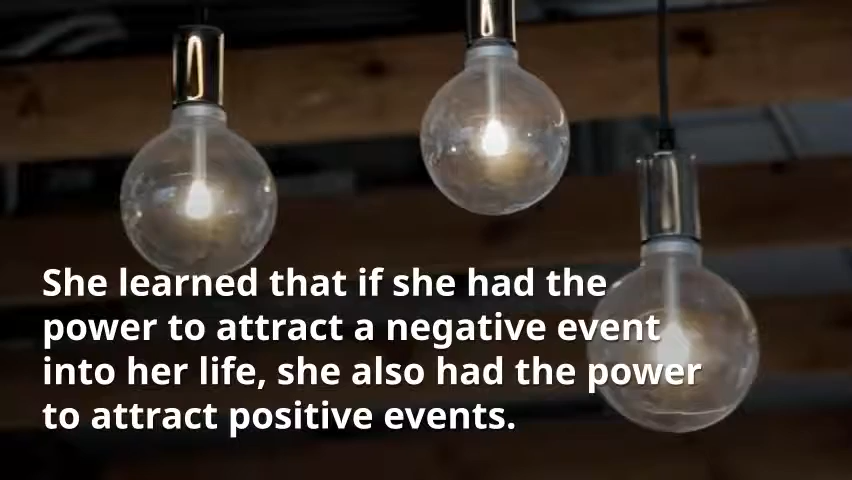 She learned that if she had the
power to attract a negative event
into her life, she also had the power
to attract positive events.